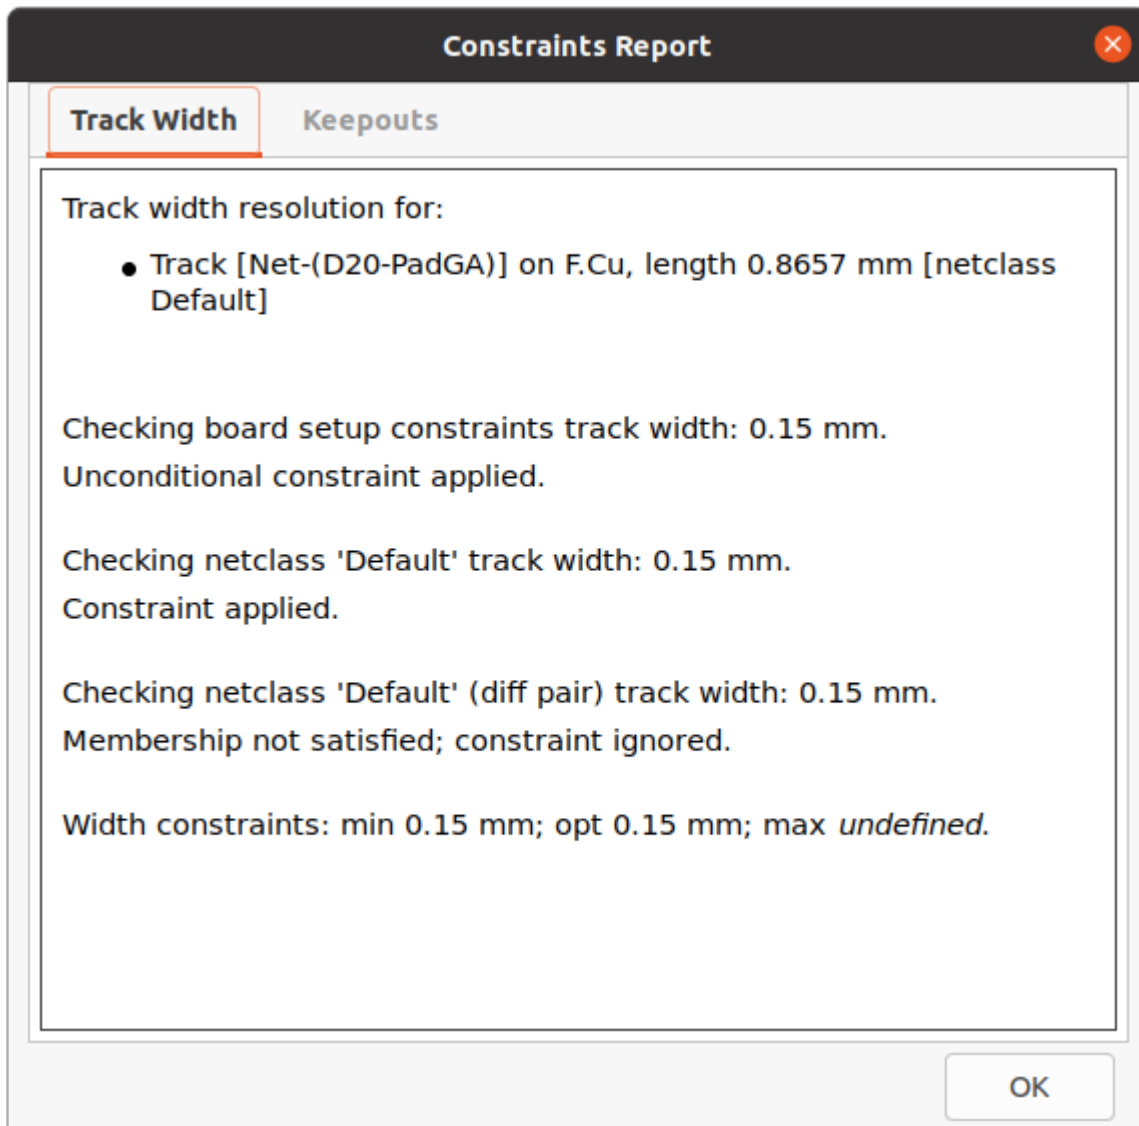 Constraints Report
Track Width
Keepouts
Track width resolution for:
● Track [Net-(D20-PadGA)] on F.Cu, length 0.8657 mm [netclass
Default]
Checking board setup constraints track width: 0.15 mm.
Unconditional constraint applied.
Checking netclass 'Default' track width: 0.15 mm.
Constraint applied.
Checking netclass 'Default' (diff pair) track width: 0.15 mm.
Membership not satisfied; constraint ignored.
Width constraints: min 0.15 mm; opt 0.15 mm; max undefined.
OK